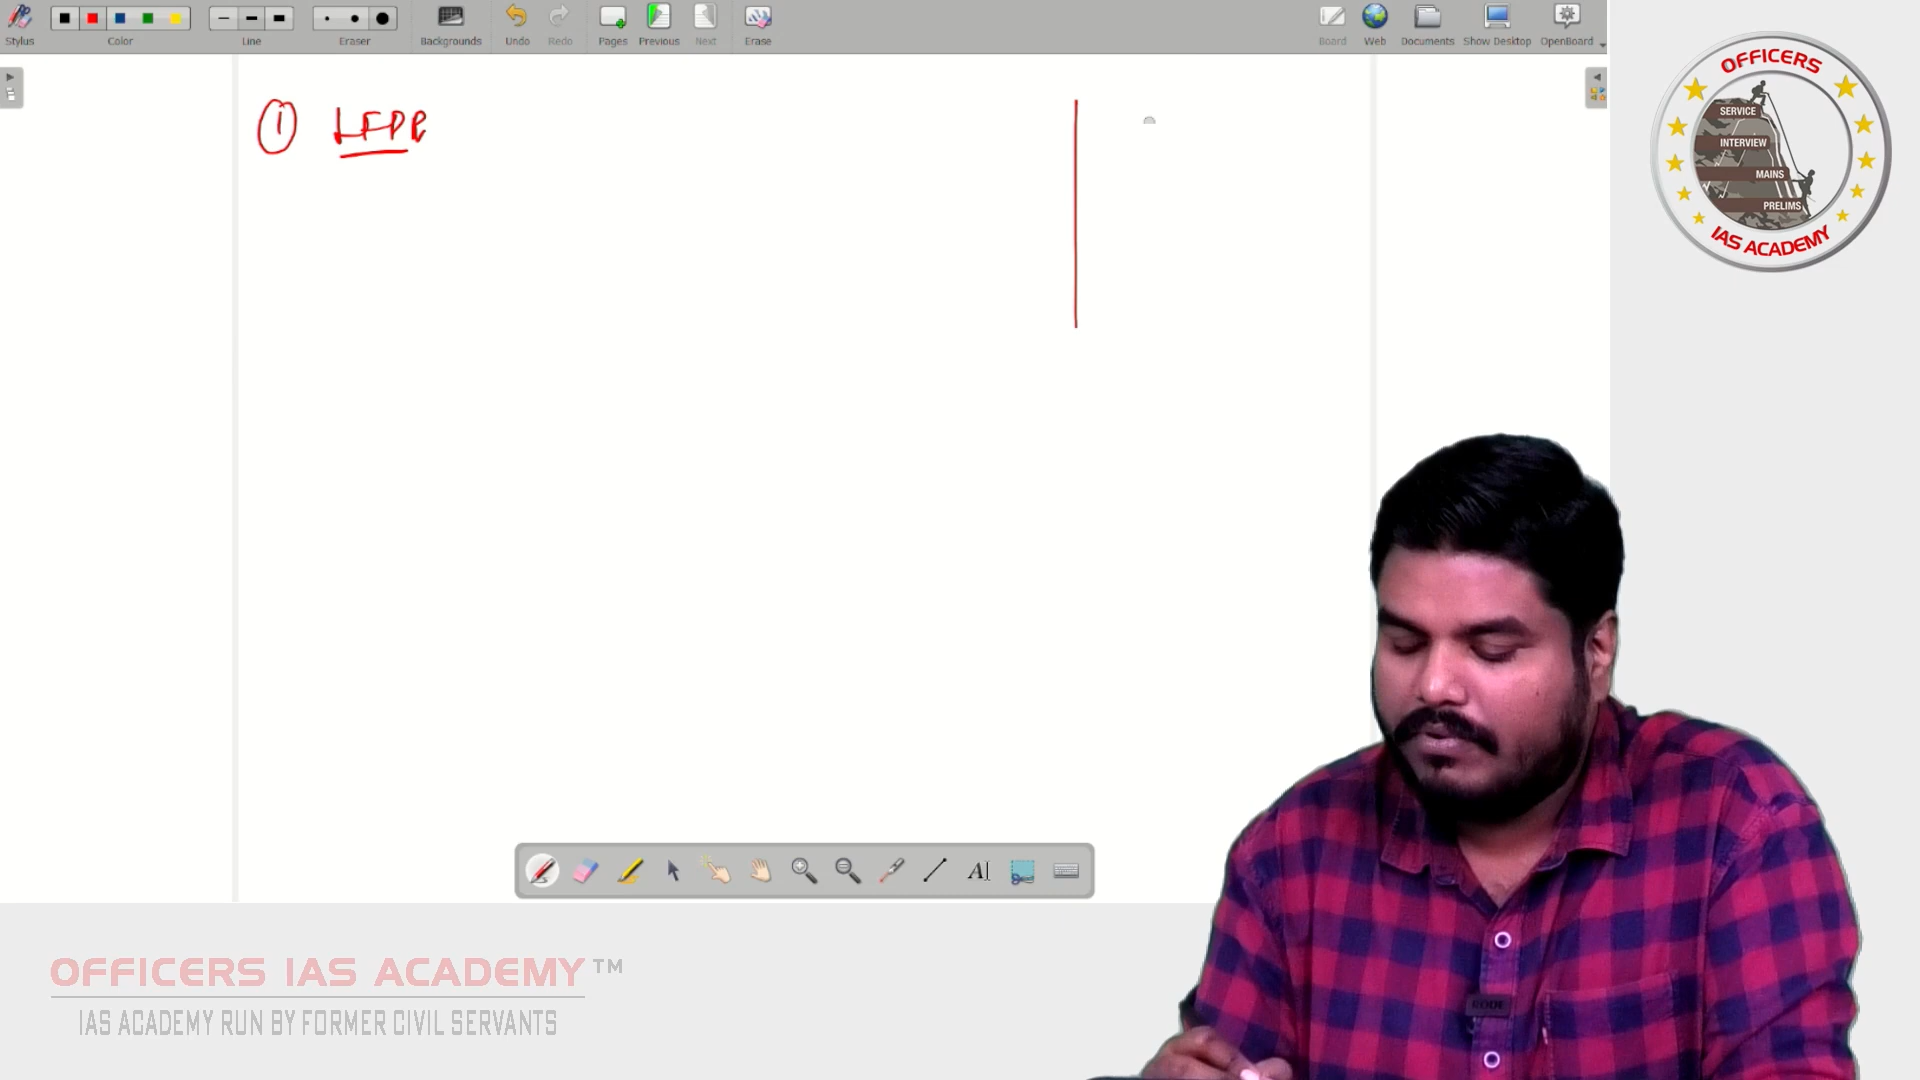 Stylus
Color
Line
Eraser
Backgrounds
Undo
Redo
Pages
Previous
Next
Erase
Board
Web
Documents
Show Desktop
OpenBoard
① LFPR
OFFICERS
SERVICE
INTERVIEW
MAINS
PRELIMS
IAS ACADEMY
RODE
OFFICERS IAS ACADEMY™
IAS ACADEMY RUN BY FORMER CIVIL SERVANTS